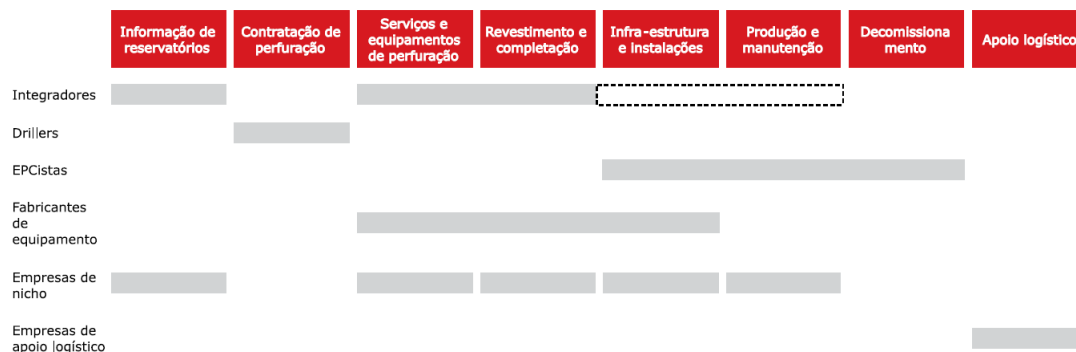 Informação de
reservatórios
Contratação de
perfuração
Serviços e
equipamentos
de perfuração
Revestimento e
completação
Infra-estrutura
e instalações
Produção e
manutenção
Decomissiona
mento
Apoio logístico
Integradores
Drillers
EPCistas
Fabricantes
de
equipamento
Empresas de
nicho
Empresas de
apoio logístico